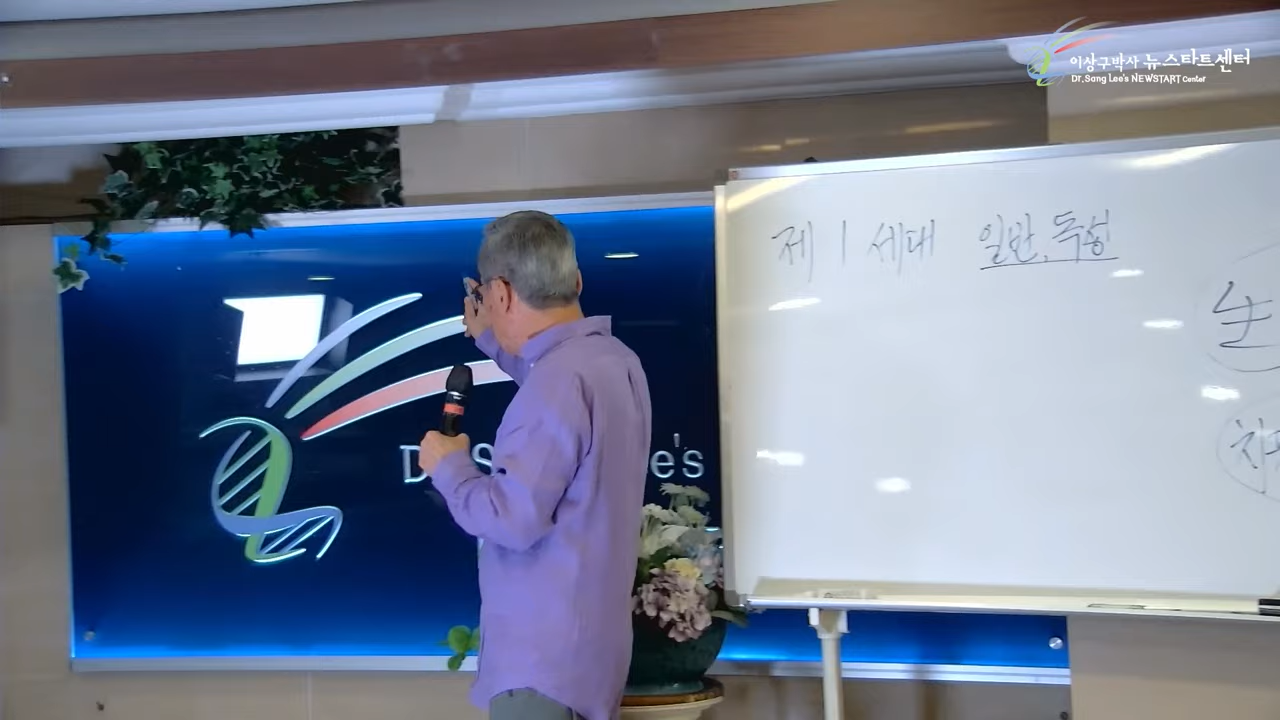 이상구박사 뉴스타트센터
Dr. Sang Lee's NEWSTART Center
제 1 세대 일반, 독성
生
D S e's